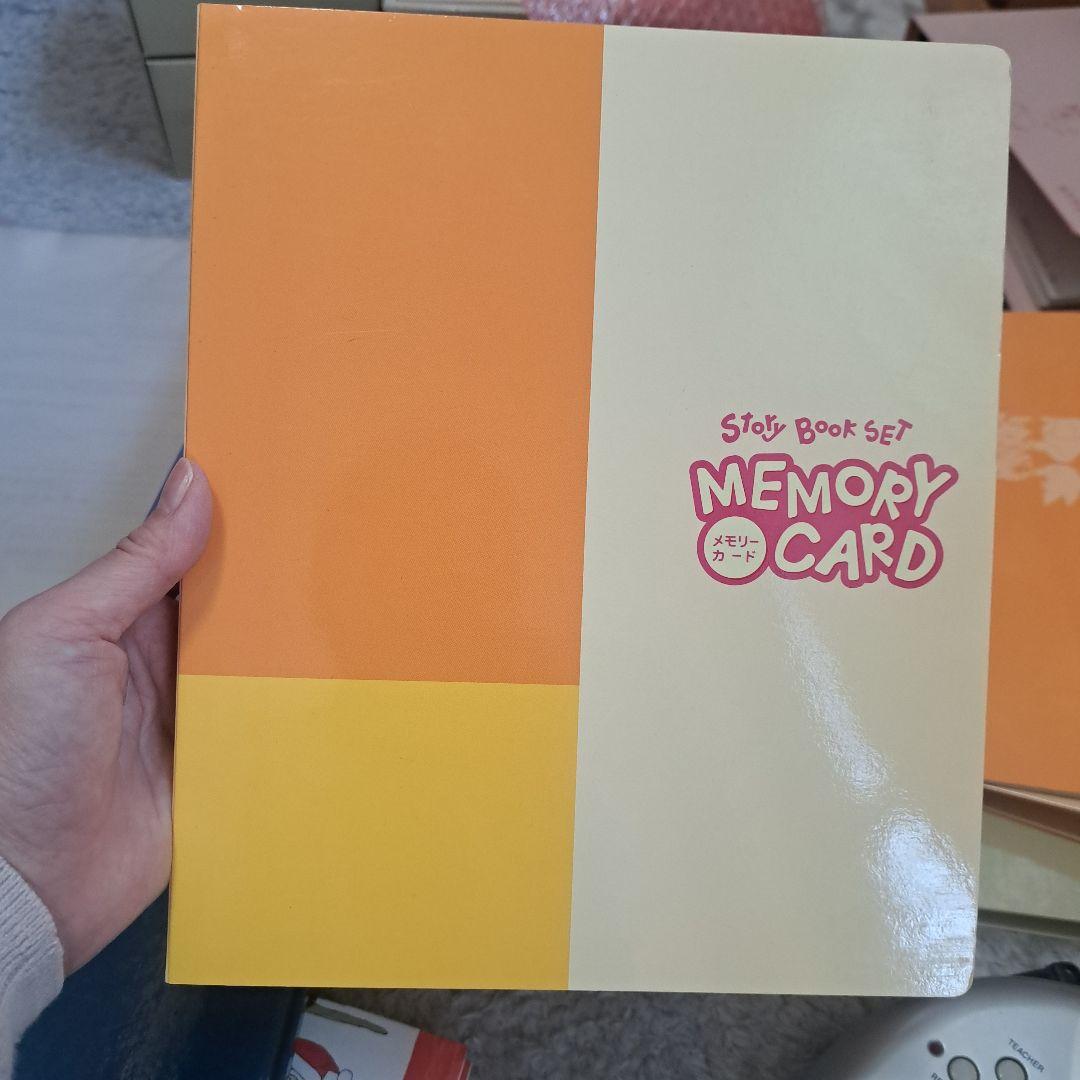 Story Book SET
MEMORY
CARD
メモリー
カード
TEACHER